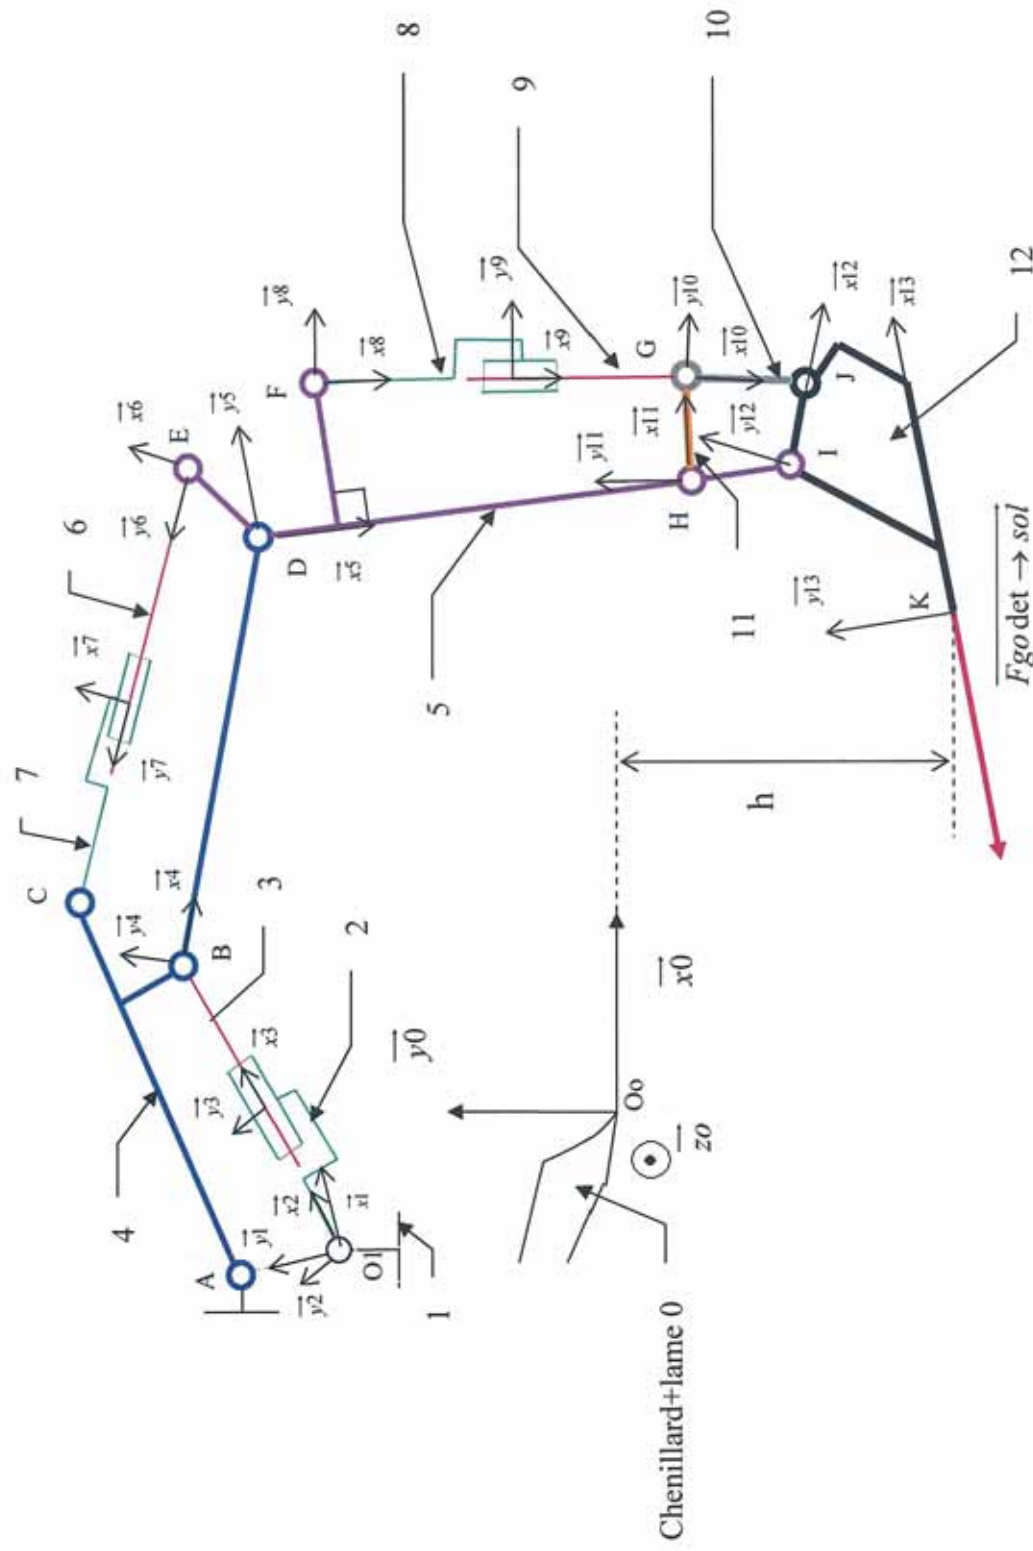 8
9
10
12
E
F
G
J
I
H
D
K
C
B
A
O1
Oo
6
7
5
11
3
2
4
1
h
x6
y6
x7
y7
y5
x5
y8
x8
y9
x9
y10
x10
x11
y11
y12
x12
x13
y13
x4
y4
x3
y3
x2
y2
x1
y1
y0
x0
zo
Fgo det → sol
Chenillard+lame 0